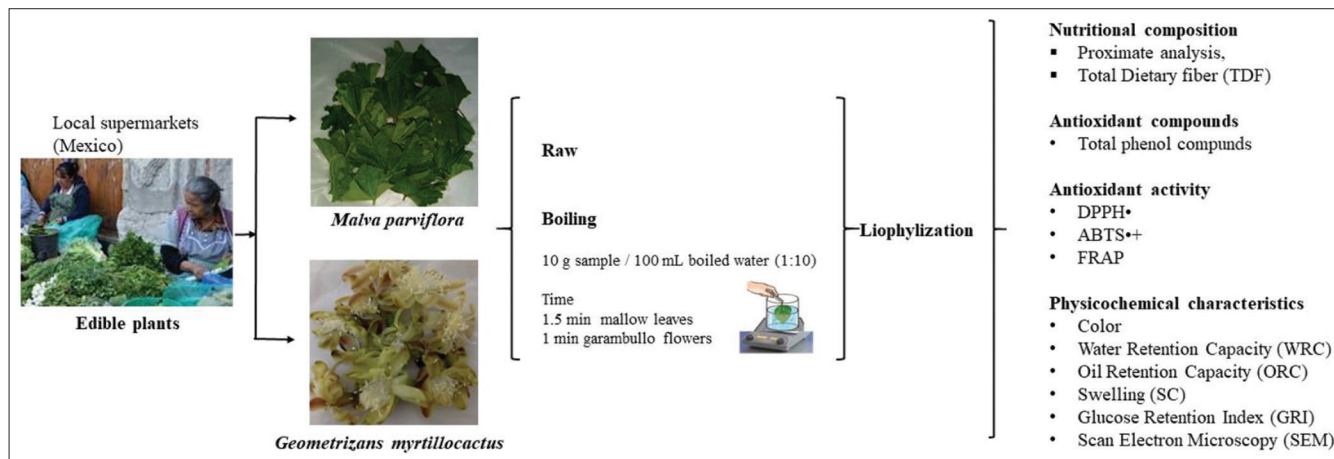 Local supermarkets
(Mexico)
Edible plants
Malva parviflora
Geometrizans myrtillocactus
Raw
Boiling
10 g sample / 100 mL boiled water (1:10)
Time
1.5 min mallow leaves
1 min garambullo flowers
Liophylization
Nutritional composition
▪ Proximate analysis,
▪ Total Dietary fiber (TDF)
Antioxidant compounds
• Total phenol compunds
Antioxidant activity
• DPPH•
• ABTS•+
• FRAP
Physicochemical characteristics
• Color
• Water Retention Capacity (WRC)
• Oil Retention Capacity (ORC)
• Swelling (SC)
• Glucose Retention Index (GRI)
• Scan Electron Microscopy (SEM)